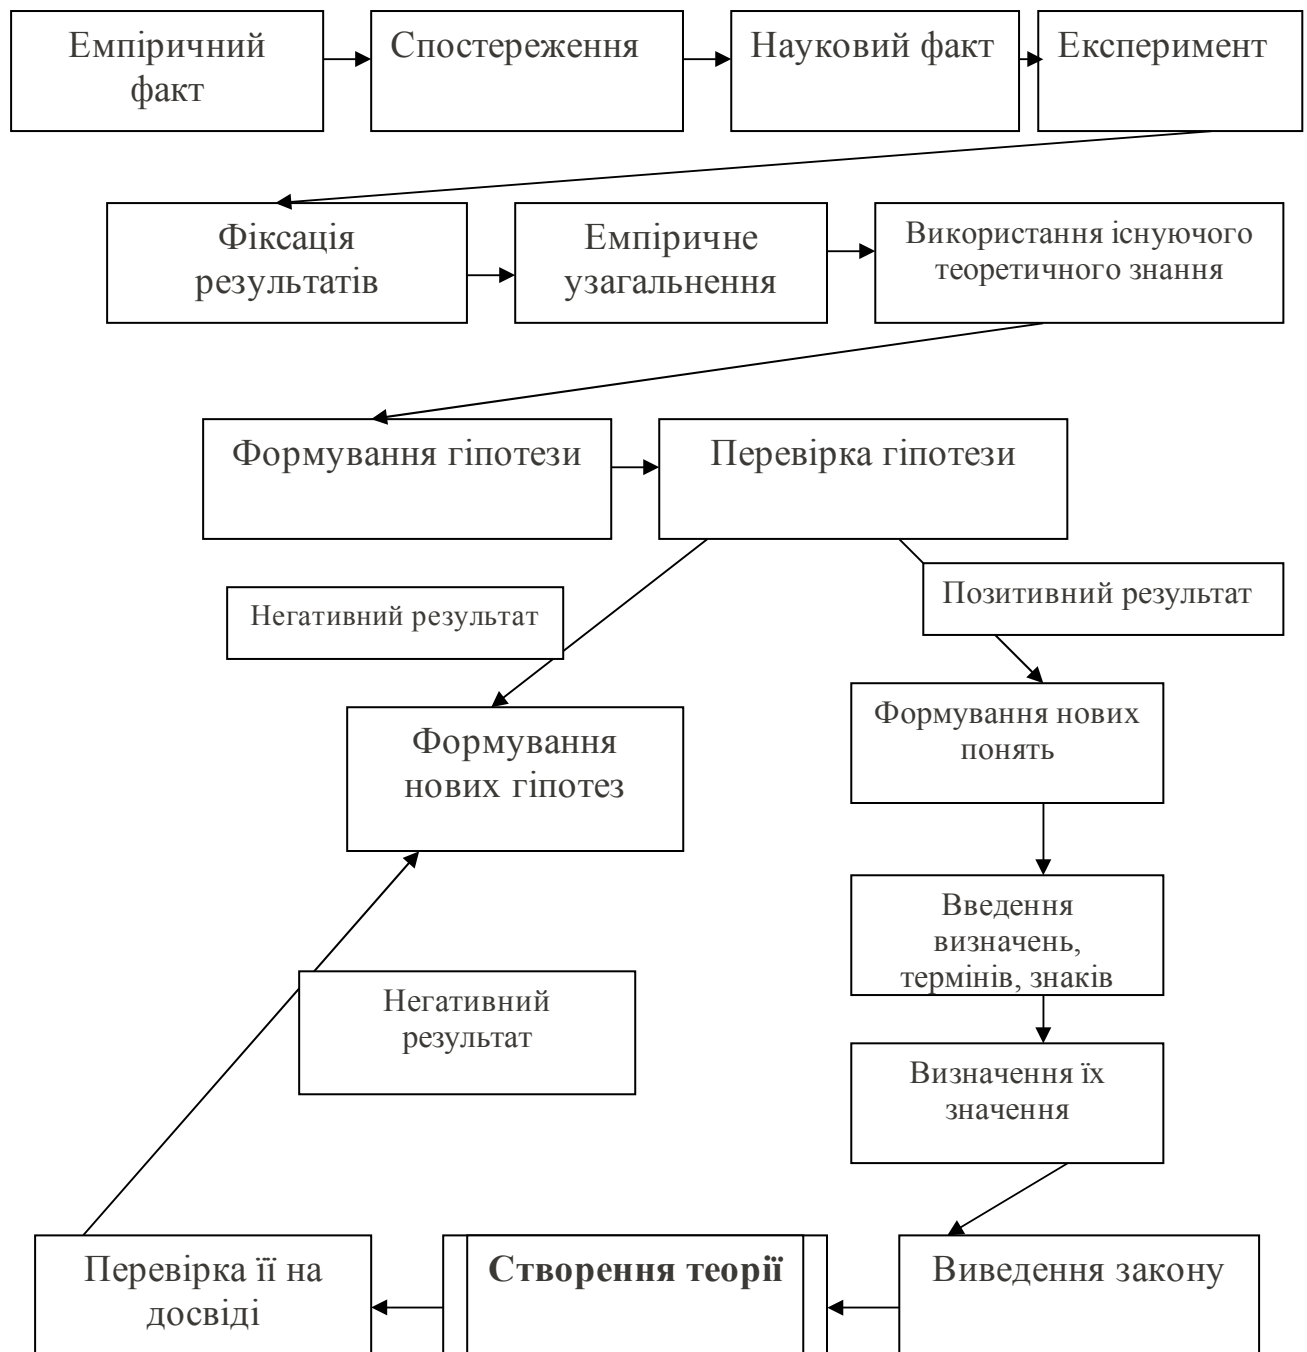 Емпіричний
факт
Спостереження
Науковий факт
Експеримент
Фіксація
результатів
Емпіричне
узагальнення
Використання існуючого
теоретичного знання
Формування гіпотези
Перевірка гіпотези
Негативний результат
Позитивний результат
Формування
нових гіпотез
Формування нових
понять
Введення
визначень,
термінів, знаків
Негативний
результат
Визначення їх
значення
Перевірка її на
досвіді
Створення теорії
Виведення закону